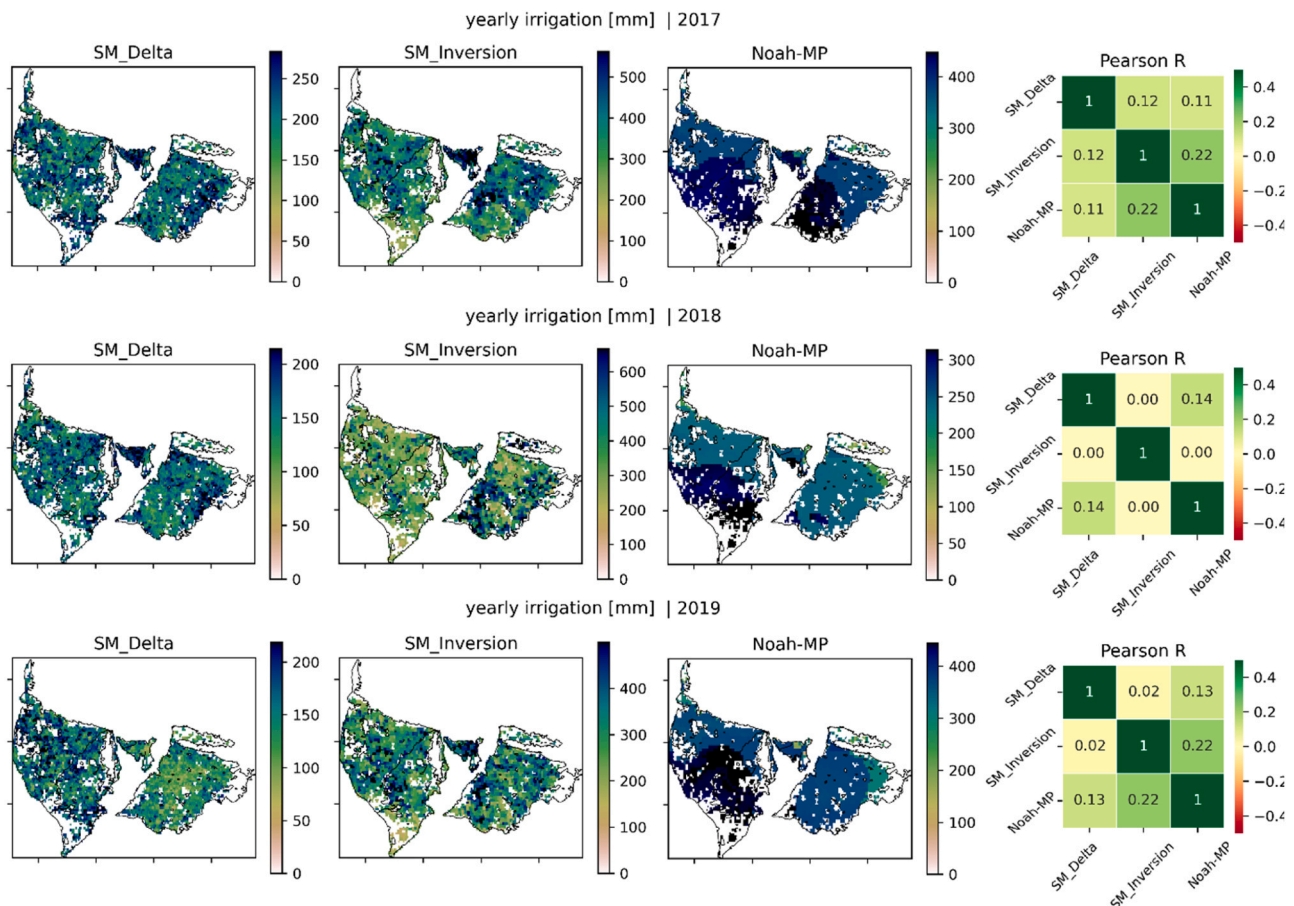 yearly irrigation [mm] | 2017
SM_Delta
SM_Inversion
Noah-MP
Pearson R
250
200
150
100
50
0
500
400
300
200
100
0
400
300
200
100
0
SM_Delta
SM_Inversion
Noah-MP
1 0.12 0.11
0.12 1 0.22
0.11 0.22 1
SM_Delta
SM_Inversion
Noah-MP
0.4
0.2
0.0
−0.2
−0.4
yearly irrigation [mm] | 2018
SM_Delta
SM_Inversion
Noah-MP
Pearson R
200
150
100
50
0
600
500
400
300
200
100
0
300
250
200
150
100
50
0
SM_Delta
SM_Inversion
Noah-MP
1 0.00 0.14
0.00 1 0.00
0.14 0.00 1
SM_Delta
SM_Inversion
Noah-MP
0.4
0.2
0.0
−0.2
−0.4
yearly irrigation [mm] | 2019
SM_Delta
SM_Inversion
Noah-MP
Pearson R
200
150
100
50
0
400
300
200
100
0
400
300
200
100
0
SM_Delta
SM_Inversion
Noah-MP
1 0.02 0.13
0.02 1 0.22
0.13 0.22 1
SM_Delta
SM_Inversion
Noah-MP
0.4
0.2
0.0
−0.2
−0.4